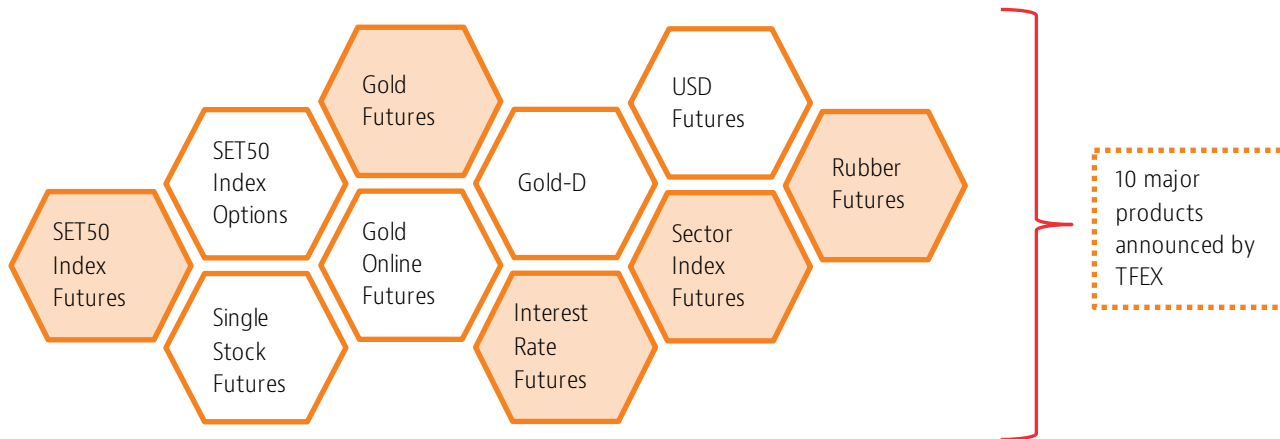 Gold
Futures
USD
Futures
SET50
Index
Options
Gold-D
Rubber
Futures
SET50
Index
Futures
Gold
Online
Futures
Sector
Index
Futures
Single
Stock
Futures
Interest
Rate
Futures
10 major
products
announced by
TFEX